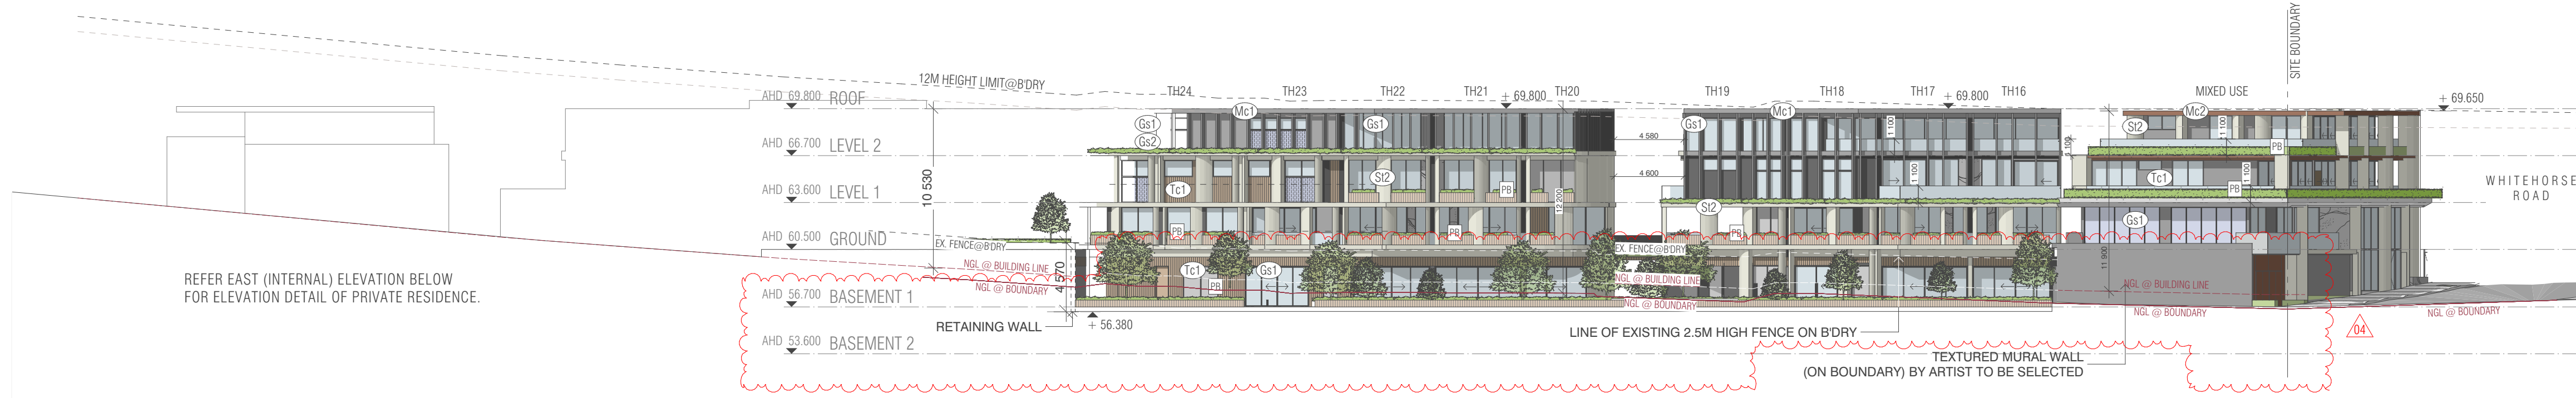 SITE BOUNDARY
12M HEIGHT LIMIT@B'DRY
TH24
TH23
TH22
TH21
+ 69.800
TH20
TH19
TH18
TH17
+ 69.800
TH16
MIXED USE
+ 69.650
AHD 69.800 ROOF
AHD 66.700 LEVEL 2
AHD 63.600 LEVEL 1
AHD 60.500 GROUND
AHD 56.700 BASEMENT 1
AHD 53.600 BASEMENT 2
10 530
Gs1
Gs2
Mc1
Gs1
Tc1
St2
PB
12 200
PB
PB
4 580
4 600
Gs1
Mc1
1 100
1 100
St2
PB
St2
Mc2
1 100
PB
Tc1
1 100
PB
Gs1
11 900
WHITEHORSE
ROAD
EX. FENCE@B'DRY
NGL @ BUILDING LINE
NGL @ BOUNDARY
4 570
Tc1
Gs1
PB
EX. FENCE@B'DRY
NGL @ BUILDING LINE
NGL @ BOUNDARY
NGL @ BUILDING LINE
NGL @ BOUNDARY
NGL @ BOUNDARY
REFER EAST (INTERNAL) ELEVATION BELOW
FOR ELEVATION DETAIL OF PRIVATE RESIDENCE.
RETAINING WALL
+ 56.380
LINE OF EXISTING 2.5M HIGH FENCE ON B'DRY
04
TEXTURED MURAL WALL
(ON BOUNDARY) BY ARTIST TO BE SELECTED